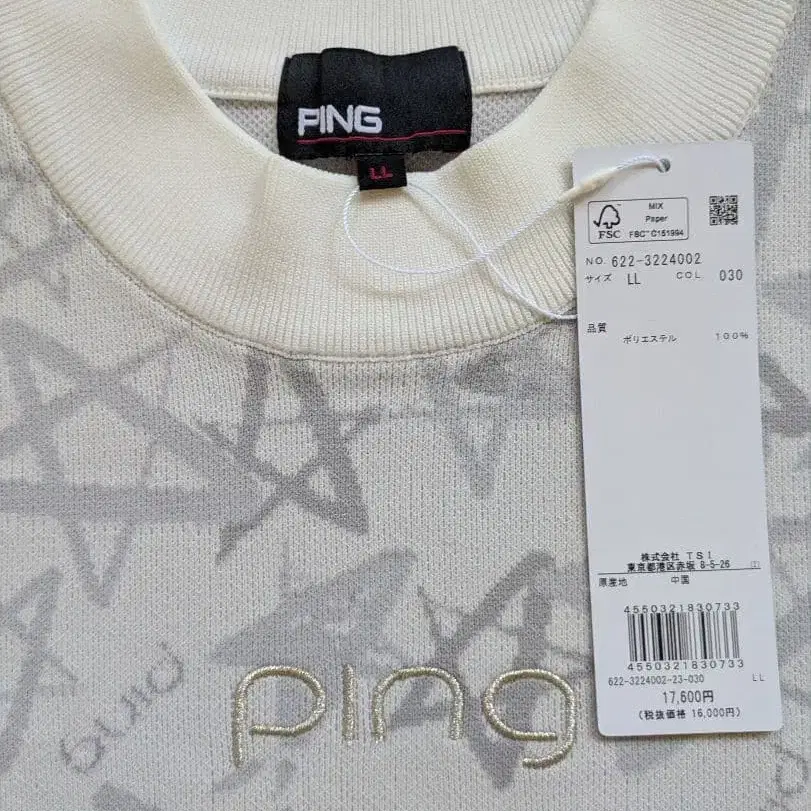 PING
LL
MIX
Paper
FSC
FSC™ C151994
NO. 622-3224002
サイズ LL COL 030
品質
ポリエステル 100%
株式会社 TSI
東京都港区赤坂 8-5-26
原産地 中国
4550321830733
4550321830733
622-3224002-23-030 LL
17,600円
(税抜価格 16,000円)
ping
ping